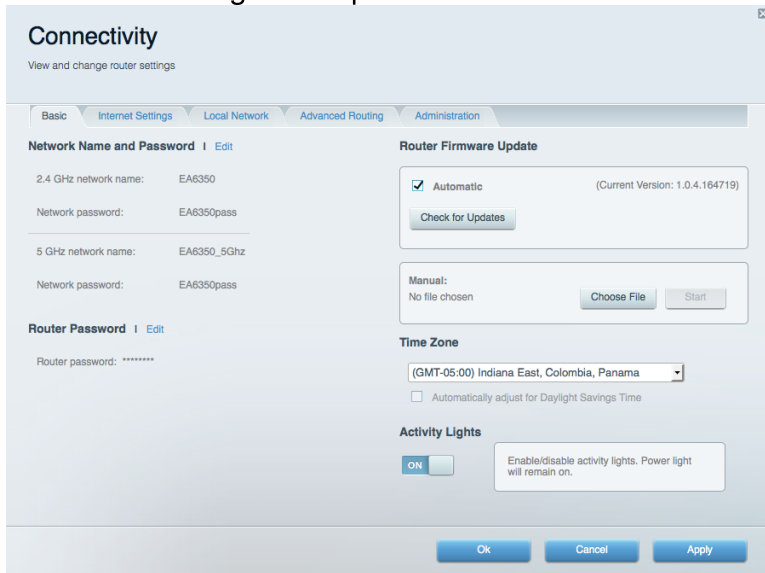 Connectivity
View and change router settings
Basic Internet Settings Local Network Advanced Routing Administration
Network Name and Password | Edit
2.4 GHz network name: EA6350
Network password: EA6350pass
5 GHz network name: EA6350_5Ghz
Network password: EA6350pass
Router Password | Edit
Router password: ********
Router Firmware Update
Automatic (Current Version: 1.0.4.164719)
Check for Updates
Manual:
No file chosen Choose File Start
Time Zone
(GMT-05:00) Indiana East, Colombia, Panama
Automatically adjust for Daylight Savings Time
Activity Lights
ON
Enable/disable activity lights. Power light
will remain on.
Ok Cancel Apply